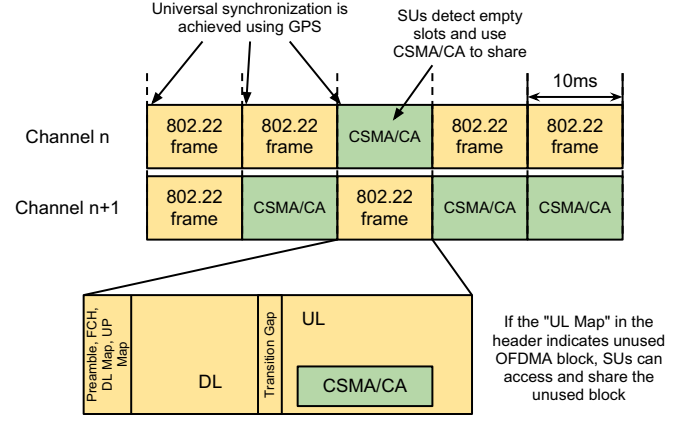 Universal synchronization is
achieved using GPS
SUs detect empty
slots and use
CSMA/CA to share
10ms
Channel n
802.22
frame
802.22
frame
CSMA/CA
802.22
frame
802.22
frame
Channel n+1
802.22
frame
CSMA/CA
802.22
frame
CSMA/CA
CSMA/CA
Preamble, FCH,
DL Map, UP
Map
DL
Transition Gap
UL
CSMA/CA
If the "UL Map" in the
header indicates unused
OFDMA block, SUs can
access and share the
unused block